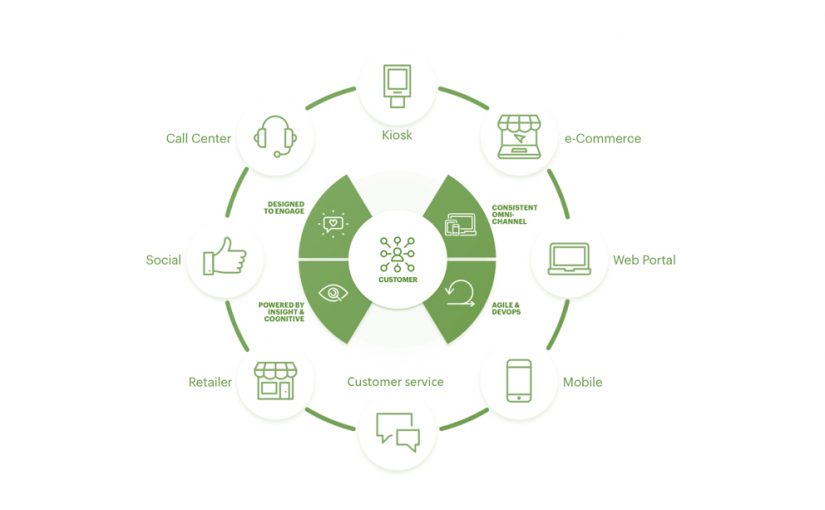 Kiosk
Call Center
e-Commerce
DESIGNED
TO ENGAGE
CONSISTENT
OMNI-
CHANNEL
Social
CUSTOMER
Web Portal
POWERED BY
INSIGHT &
COGNITIVE
AGILE &
DEVOPS
Retailer
Customer service
Mobile